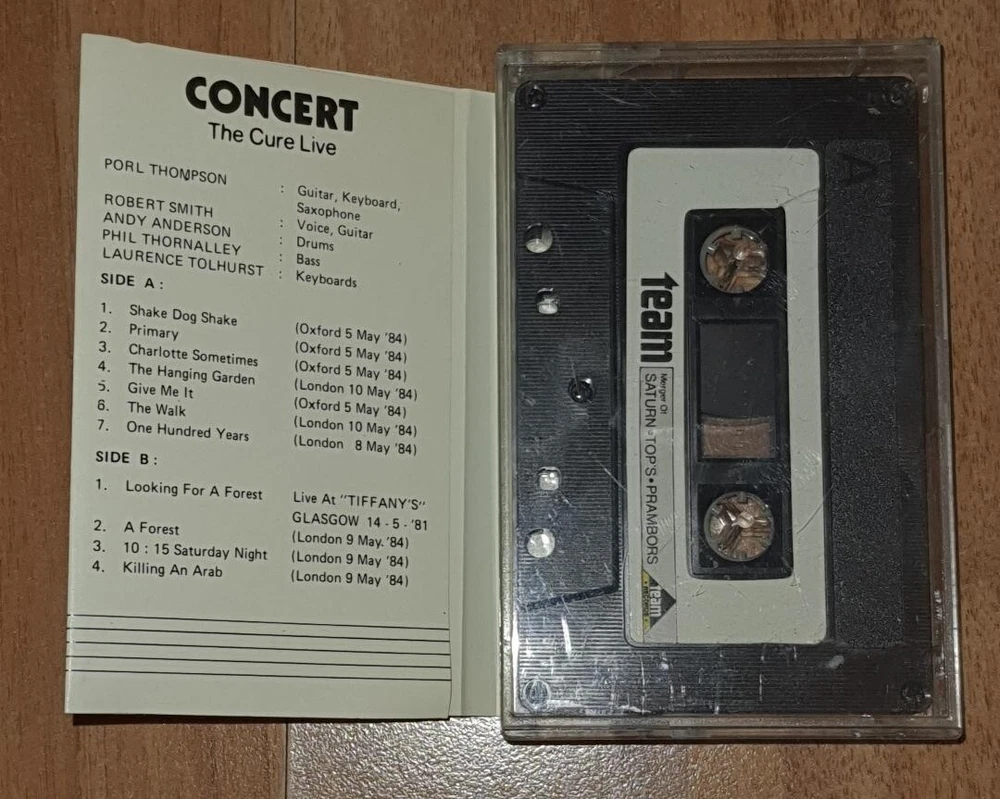 CONCERT
The Cure Live
PORL THOMPSON : Guitar, Keyboard,
Saxophone
ROBERT SMITH : Voice, Guitar
ANDY ANDERSON : Drums
PHIL THORNALLEY : Bass
LAURENCE TOLHURST : Keyboards
SIDE A :
1. Shake Dog Shake (Oxford 5 May '84)
2. Primary (Oxford 5 May '84)
3. Charlotte Sometimes (Oxford 5 May '84)
4. The Hanging Garden (London 10 May '84)
5. Give Me It (Oxford 5 May '84)
6. The Walk (London 10 May '84)
7. One Hundred Years (London 8 May '84)
SIDE B :
1. Looking For A Forest Live At "TIFFANY'S"
GLASGOW 14 - 5 - '81
2. A Forest (London 9 May. '84)
3. 10 : 15 Saturday Night (London 9 May '84)
4. Killing An Arab (London 9 May '84)
A
team
Merger Of
SATURN • TOP'S • PRAMBORS
team